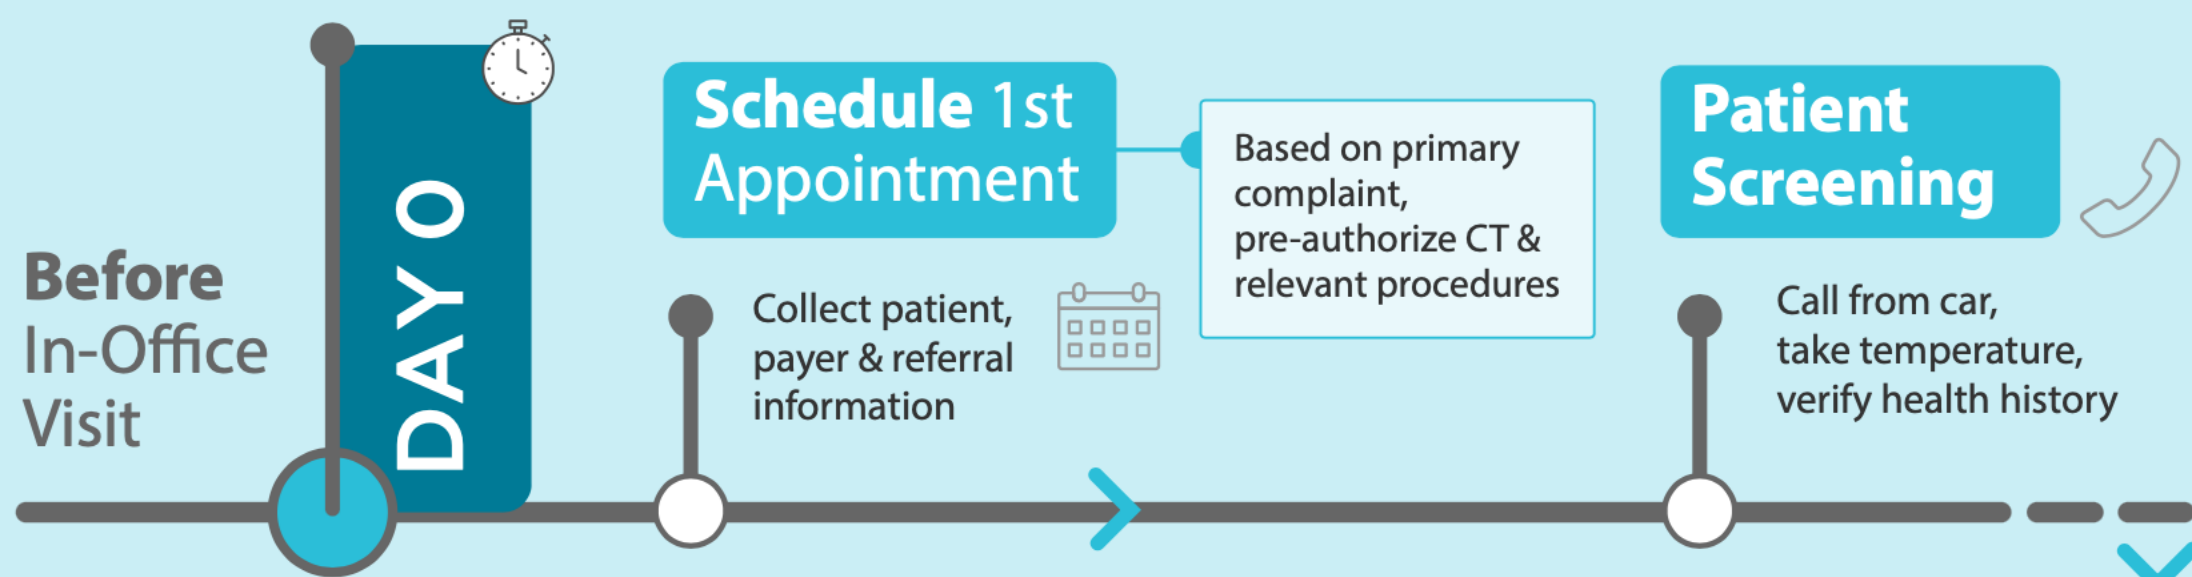 Before
In-Office
Visit
DAY 0
Schedule 1st
Appointment
Collect patient,
payer & referral
information
Based on primary
complaint,
pre-authorize CT &
relevant procedures
Patient
Screening
Call from car,
take temperature,
verify health history